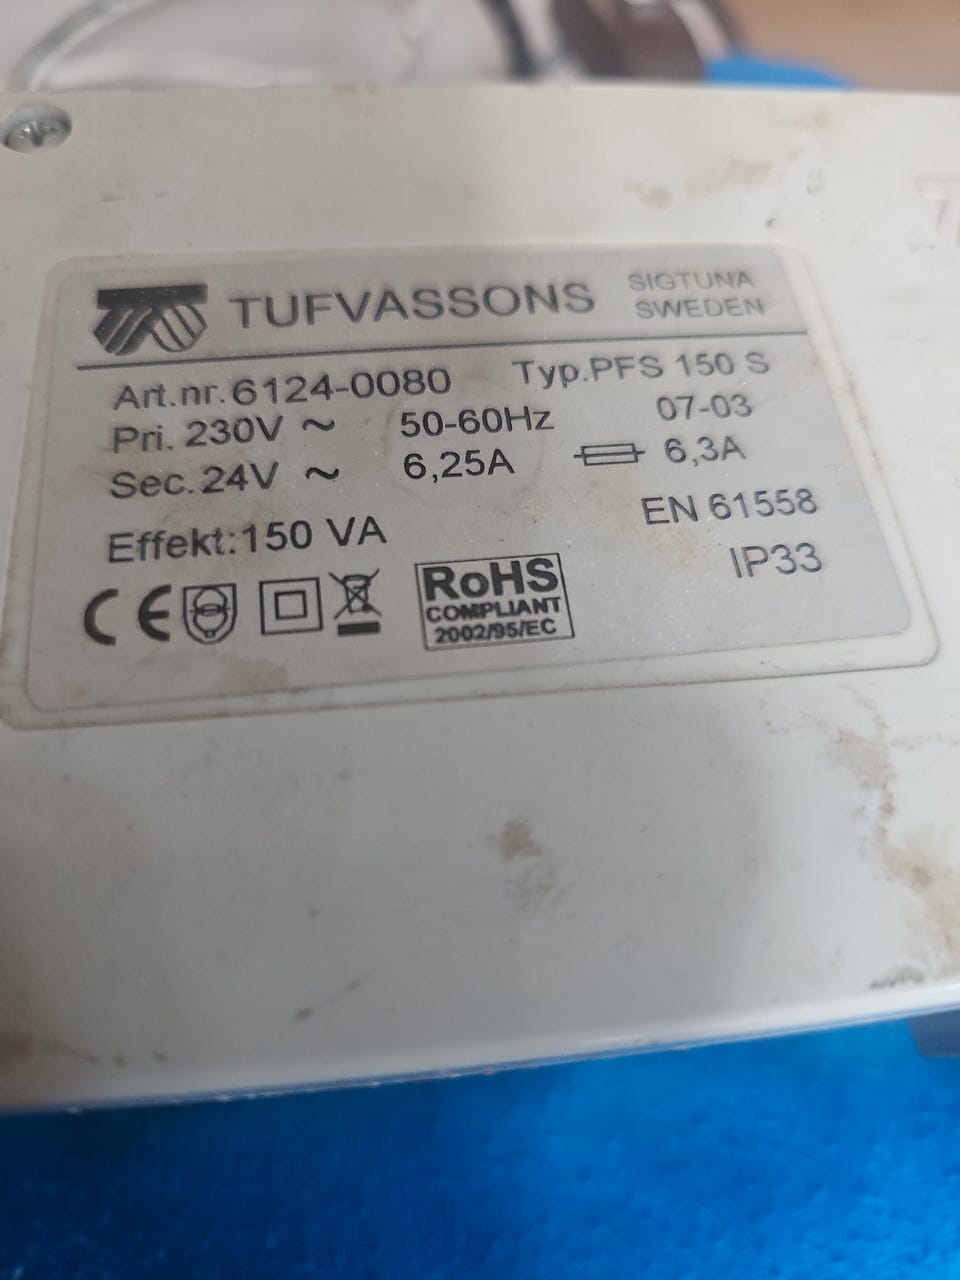 TUFVASSONS SIGTUNA
SWEDEN
Art.nr.6124-0080 Typ.PFS 150 S
Pri. 230V ~ 50-60Hz 07-03
Sec. 24V ~ 6,25A 6,3A
Effekt:150 VA EN 61558
IP33
CE
RoHS
COMPLIANT
2002/95/EC